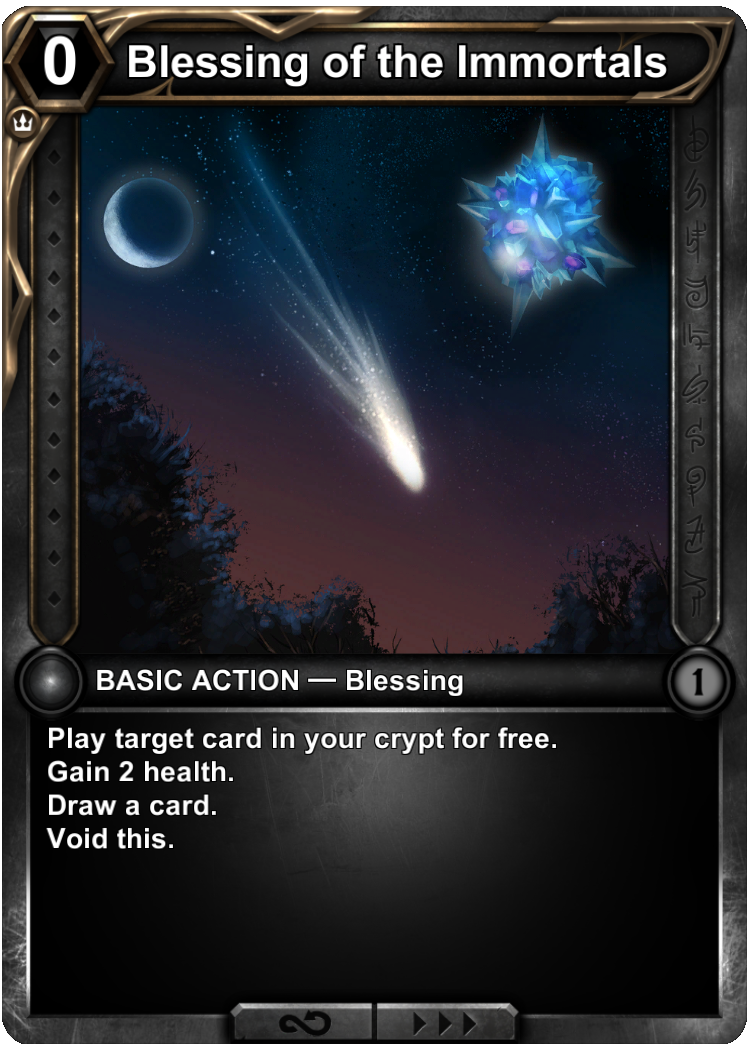 0
Blessing of the Immortals
BASIC ACTION — Blessing
1
Play target card in your crypt for free.
Gain 2 health.
Draw a card.
Void this.